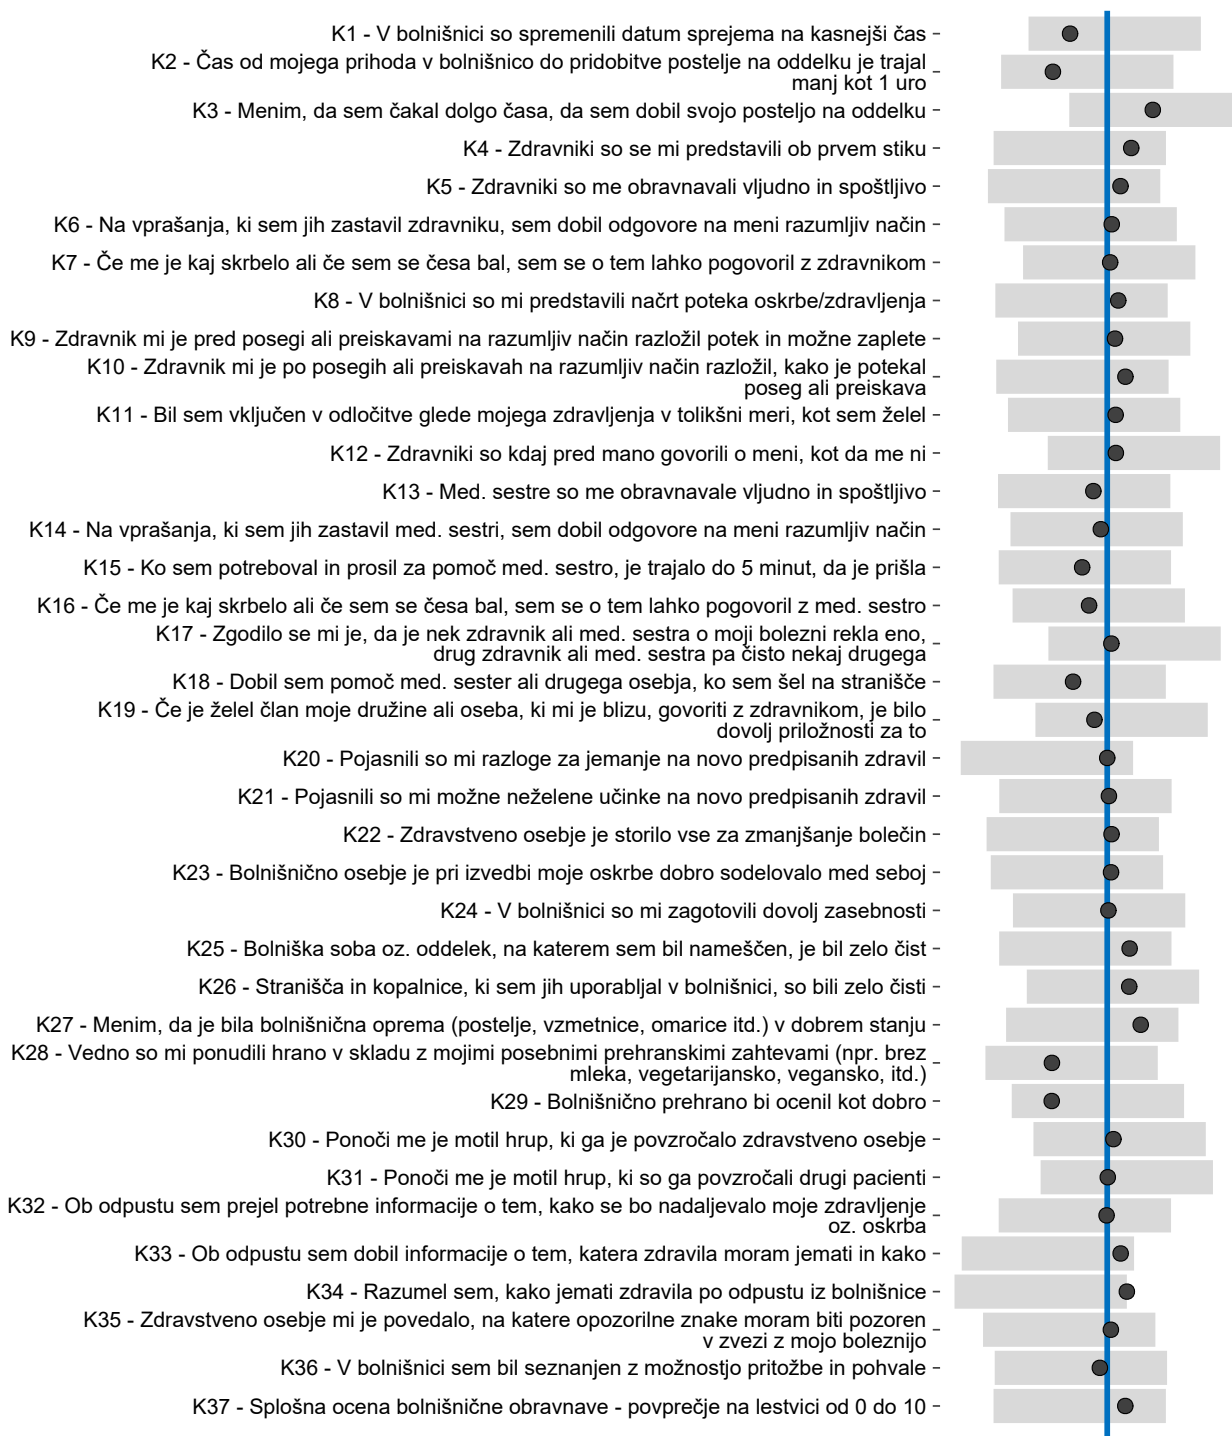 K1 - V bolnišnici so spremenili datum sprejema na kasnejši čas
K2 - Čas od mojega prihoda v bolnišnico do pridobitve postelje na oddelku je trajal
manj kot 1 uro
K3 - Menim, da sem čakal dolgo časa, da sem dobil svojo posteljo na oddelku
K4 - Zdravniki so se mi predstavili ob prvem stiku
K5 - Zdravniki so me obravnavali vljudno in spoštljivo
K6 - Na vprašanja, ki sem jih zastavil zdravniku, sem dobil odgovore na meni razumljiv način
K7 - Če me je kaj skrbelo ali če sem se česa bal, sem se o tem lahko pogovoril z zdravnikom
K8 - V bolnišnici so mi predstavili načrt poteka oskrbe/zdravljenja
K9 - Zdravnik mi je pred posegi ali preiskavami na razumljiv način razložil potek in možne zaplete
K10 - Zdravnik mi je po posegih ali preiskavah na razumljiv način razložil, kako je potekal
poseg ali preiskava
K11 - Bil sem vključen v odločitve glede mojega zdravljenja v tolikšni meri, kot sem želel
K12 - Zdravniki so kdaj pred mano govorili o meni, kot da me ni
K13 - Med. sestre so me obravnavale vljudno in spoštljivo
K14 - Na vprašanja, ki sem jih zastavil med. sestri, sem dobil odgovore na meni razumljiv način
K15 - Ko sem potreboval in prosil za pomoč med. sestro, je trajalo do 5 minut, da je prišla
K16 - Če me je kaj skrbelo ali če sem se česa bal, sem se o tem lahko pogovoril z med. sestro
K17 - Zgodilo se mi je, da je nek zdravnik ali med. sestra o moji bolezni rekla eno,
drug zdravnik ali med. sestra pa čisto nekaj drugega
K18 - Dobil sem pomoč med. sester ali drugega osebja, ko sem šel na stranišče
K19 - Če je želel član moje družine ali oseba, ki mi je blizu, govoriti z zdravnikom, je bilo
dovolj priložnosti za to
K20 - Pojasnili so mi razloge za jemanje na novo predpisanih zdravil
K21 - Pojasnili so mi možne neželene učinke na novo predpisanih zdravil
K22 - Zdravstveno osebje je storilo vse za zmanjšanje bolečin
K23 - Bolnišnično osebje je pri izvedbi moje oskrbe dobro sodelovalo med seboj
K24 - V bolnišnici so mi zagotovili dovolj zasebnosti
K25 - Bolniška soba oz. oddelek, na katerem sem bil nameščen, je bil zelo čist
K26 - Stranišča in kopalnice, ki sem jih uporabljal v bolnišnici, so bili zelo čisti
K27 - Menim, da je bila bolnišnična oprema (postelje, vzmetnice, omarice itd.) v dobrem stanju
K28 - Vedno so mi ponudili hrano v skladu z mojimi posebnimi prehranskimi zahtevami (npr. brez
mleka, vegetarijansko, vegansko, itd.)
K29 - Bolnišnično prehrano bi ocenil kot dobro
K30 - Ponoči me je motil hrup, ki ga je povzročalo zdravstveno osebje
K31 - Ponoči me je motil hrup, ki so ga povzročali drugi pacienti
K32 - Ob odpustu sem prejel potrebne informacije o tem, kako se bo nadaljevalo moje zdravljenje
oz. oskrba
K33 - Ob odpustu sem dobil informacije o tem, katera zdravila moram jemati in kako
K34 - Razumel sem, kako jemati zdravila po odpustu iz bolnišnice
K35 - Zdravstveno osebje mi je povedalo, na katere opozorilne znake moram biti pozoren
v zvezi z mojo boleznijo
K36 - V bolnišnici sem bil seznanjen z možnostjo pritožbe in pohvale
K37 - Splošna ocena bolnišnične obravnave - povprečje na lestvici od 0 do 10